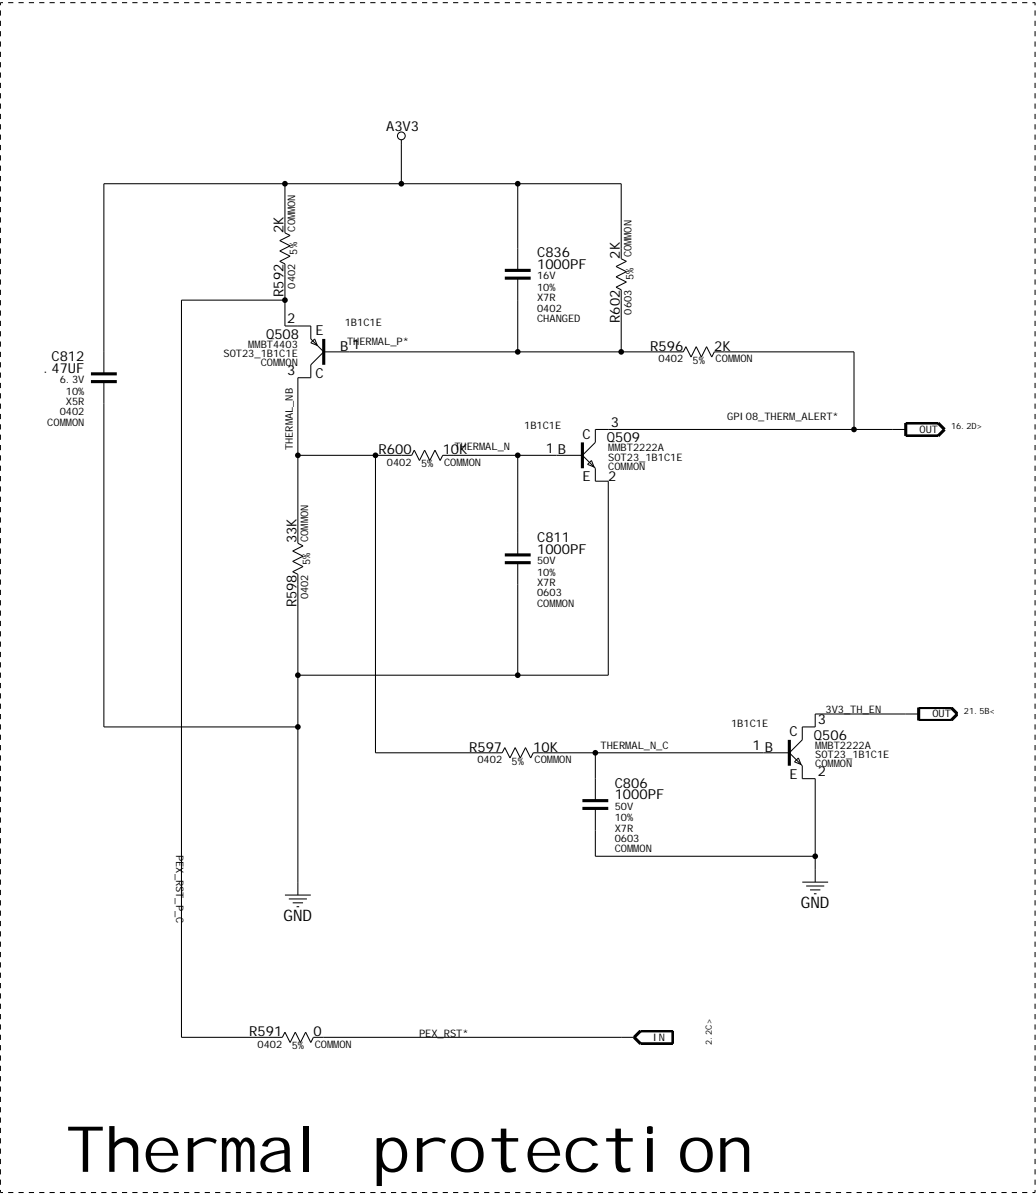 A3V3
R592 2K
0402 5% COMMON
C836
1000PF
16V
10%
X7R
0402
CHANGED
R602 2K
0603 5% COMMON
2
E
Q508
MMBT4403
SOT23_1B1C1E
COMMON
3
C
1B1C1E
B 1
THERMAL_P*
R596 2K
0402 5% COMMON
C812
.47UF
6.3V
10%
X5R
0402
COMMON
THERMAL_NB
GPIO8_THERM_ALERT*
OUT 16.2D>
1B1C1E
3
C
Q509
MMBT2222A
SOT23_1B1C1E
COMMON
E 2
R600 10K
0402 5% COMMON
THERMAL_N
1 B
R598 33K
0402 5% COMMON
C811
1000PF
50V
10%
X7R
0603
COMMON
3V3_TH_EN
OUT 21.5B<
1B1C1E
3
C
Q506
MMBT2222A
SOT23_1B1C1E
COMMON
E 2
R597 10K
0402 5% COMMON
THERMAL_N_C
1 B
C806
1000PF
50V
10%
X7R
0603
COMMON
PEX_RST_P_C
GND
GND
R591 0
0402 5% COMMON
PEX_RST*
IN 2.2C>
Thermal protection